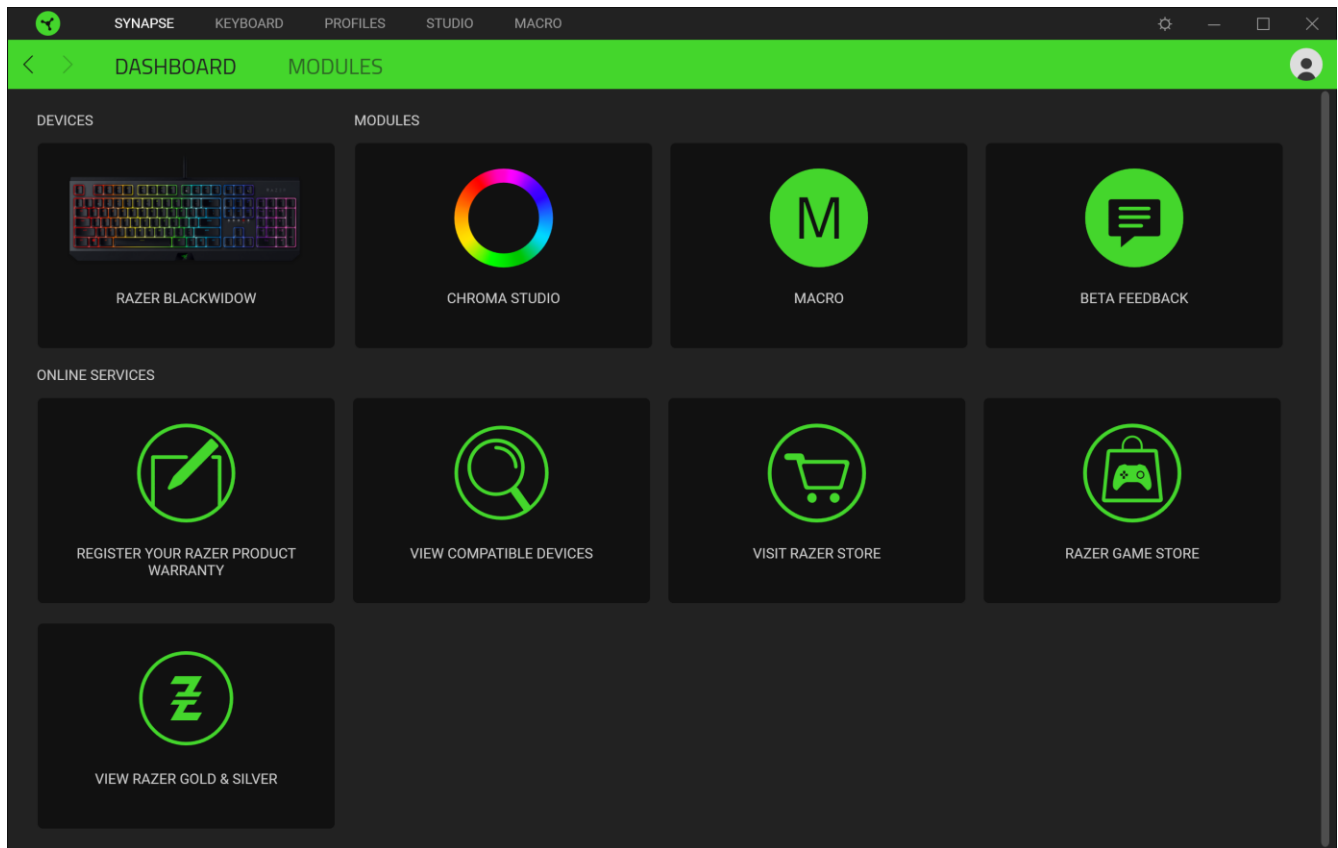 SYNAPSE KEYBOARD PROFILES STUDIO MACRO
DASHBOARD MODULES
DEVICES MODULES
RAZER BLACKWIDOW
CHROMA STUDIO
M
MACRO
BETA FEEDBACK
ONLINE SERVICES
REGISTER YOUR RAZER PRODUCT
WARRANTY
VIEW COMPATIBLE DEVICES
VISIT RAZER STORE
RAZER GAME STORE
VIEW RAZER GOLD & SILVER